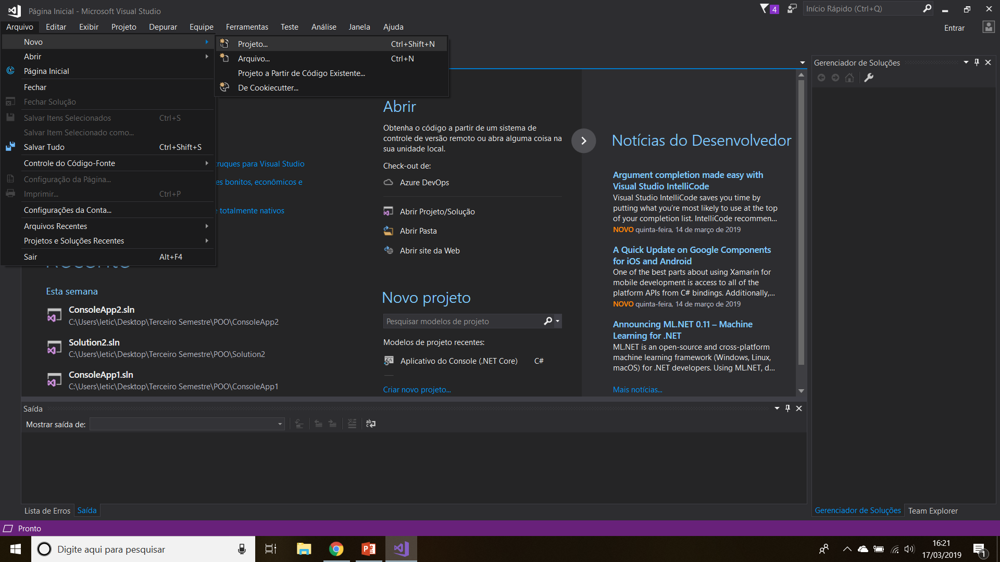 Página Inicial - Microsoft Visual Studio
4
Início Rápido (Ctrl+Q)
Arquivo Editar Exibir Projeto Depurar Equipe Ferramentas Teste Análise Janela Ajuda
Entrar
Novo
Abrir
Página Inicial
Fechar
Fechar Solução
Salvar Itens Selecionados Ctrl+S
Salvar Item Selecionado como...
Salvar Tudo Ctrl+Shift+S
Controle do Código-Fonte
Configuração da Página...
Imprimir... Ctrl+P
Configurações da Conta...
Arquivos Recentes
Projetos e Soluções Recentes
Sair Alt+F4
Projeto... Ctrl+Shift+N
Arquivo... Ctrl+N
Projeto a Partir de Código Existente...
De Cookiecutter...
ruques para Visual Studio
es bonitos, econômicos e
totalmente nativos
Esta semana
ConsoleApp2.sln
C:\Users\letic\Desktop\Terceiro Semestre\POO\ConsoleApp2
Solution2.sln
C:\Users\letic\Desktop\Terceiro Semestre\POO\Solution2
ConsoleApp1.sln
C:\Users\letic\Desktop\Terceiro Semestre\POO\ConsoleApp1
Abrir
Obtenha o código a partir de um sistema de
controle de versão remoto ou abra alguma coisa na
sua unidade local.
Check-out de:
Azure DevOps
Abrir Projeto/Solução
Abrir Pasta
Abrir site da Web
Novo projeto
Pesquisar modelos de projeto
Modelos de projeto recentes:
Aplicativo do Console (.NET Core) C#
Criar novo projeto...
Notícias do Desenvolvedor
Argument completion made easy with
Visual Studio IntelliCode
Visual Studio IntelliCode saves you time by
putting what you're most likely to use at the top
of your completion list. IntelliCode recommen...
NOVO quinta-feira, 14 de março de 2019
A Quick Update on Google Components
for iOS and Android
One of the best parts about using Xamarin for
mobile development is access to all of the
platform APIs from C# bindings. Additionally,...
NOVO quinta-feira, 14 de março de 2019
Announcing ML.NET 0.11 – Machine
Learning for .NET
ML.NET is an open-source and cross-platform
machine learning framework (Windows, Linux,
macOS) for .NET developers. Using ML.NET, d...
Mais notícias...
Gerenciador de Soluções
Saída
Mostrar saída de:
Lista de Erros Saída
Gerenciador de Soluções Team Explorer
Pronto
Digite aqui para pesquisar
16:21
17/03/2019
1